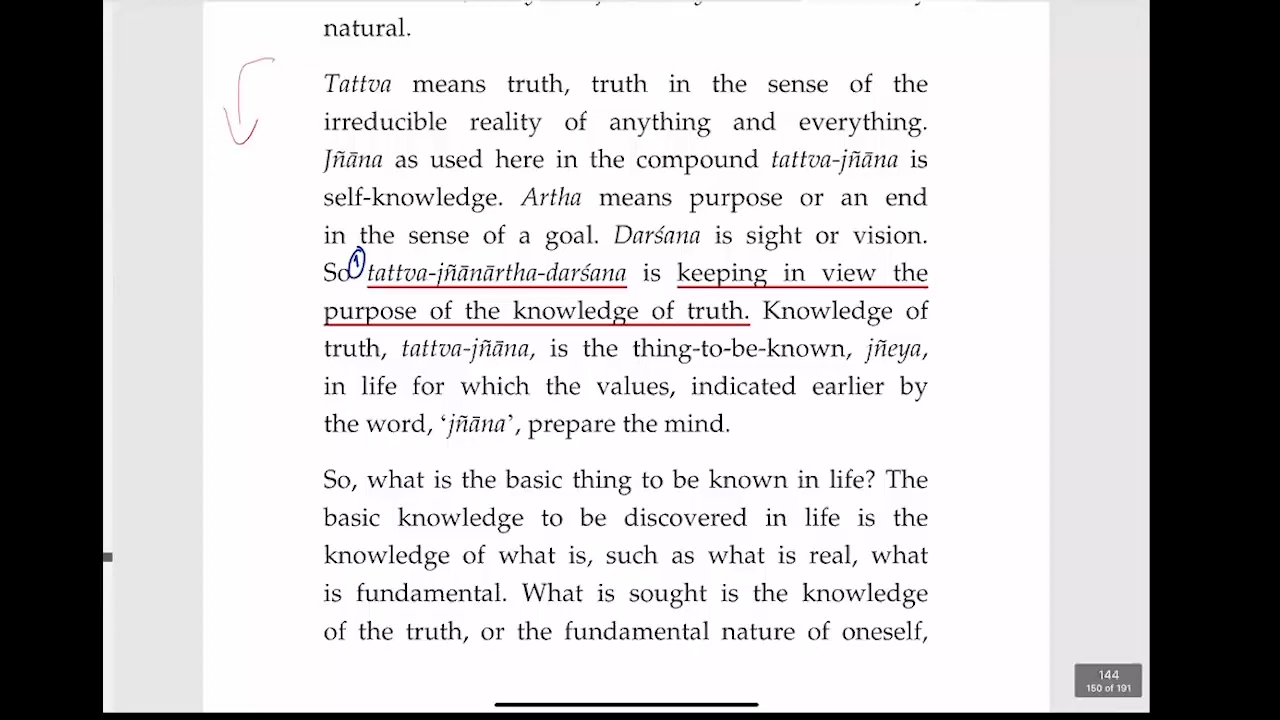 natural.
Tattva means truth, truth in the sense of the
irreducible reality of anything and everything.
Jñāna as used here in the compound tattva-jñāna is
self-knowledge. Artha means purpose or an end
in the sense of a goal. Darśana is sight or vision.
So 1 tattva-jñānārtha-darśana is keeping in view the
purpose of the knowledge of truth. Knowledge of
truth, tattva-jñāna, is the thing-to-be-known, jñeya,
in life for which the values, indicated earlier by
the word, ‘jñāna’, prepare the mind.
So, what is the basic thing to be known in life? The
basic knowledge to be discovered in life is the
knowledge of what is, such as what is real, what
is fundamental. What is sought is the knowledge
of the truth, or the fundamental nature of oneself,
144
150 of 191